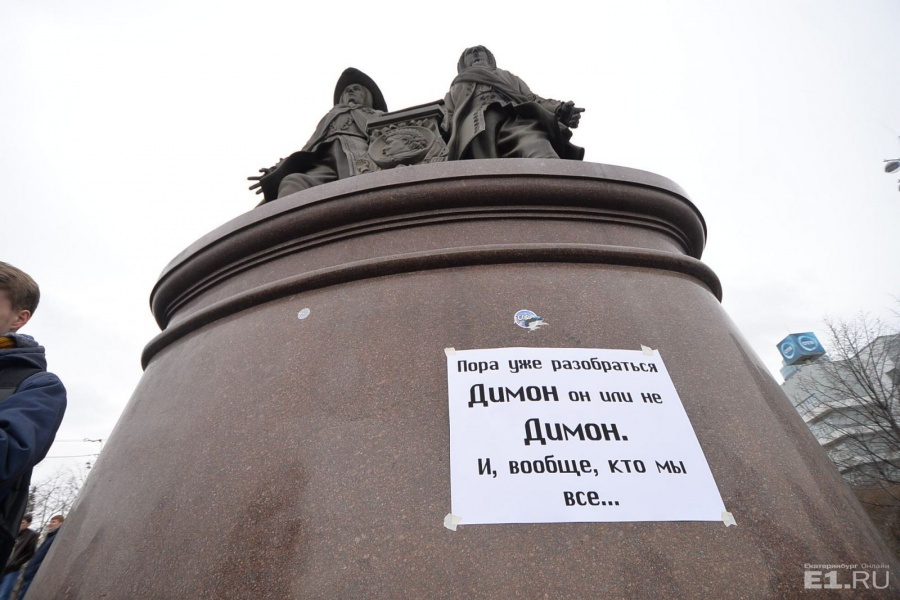 Пора уже разобраться
Димон он или не
Димон.
И, вообще, кто мы
все...
Екатеринбург Онлайн
E1.RU